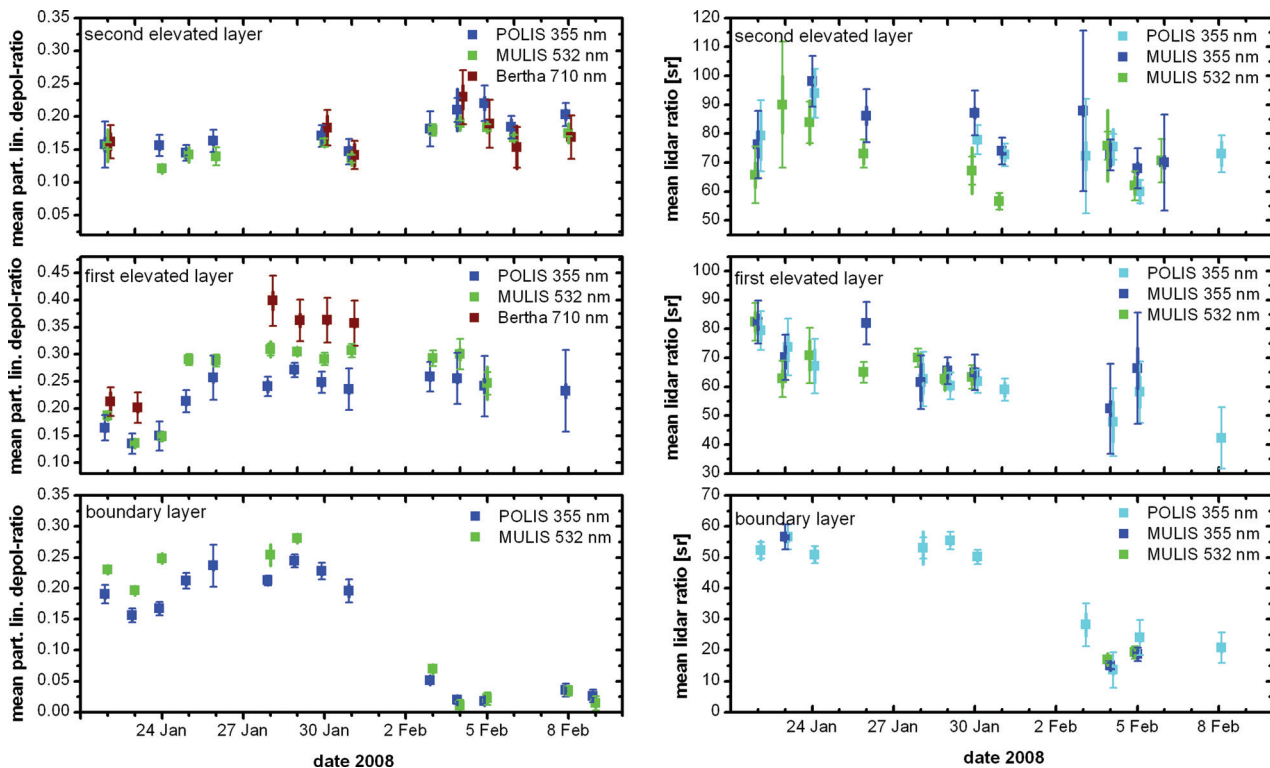 mean part. lin. depol-ratio
0.35
0.30
0.25
0.20
0.15
0.10
0.05
second elevated layer
POLIS 355 nm
MULIS 532 nm
Bertha 710 nm
mean part. lin. depol-ratio
0.45
0.40
0.35
0.30
0.25
0.20
0.15
0.10
first elevated layer
POLIS 355 nm
MULIS 532 nm
Bertha 710 nm
mean part. lin. depol-ratio
0.35
0.30
0.25
0.20
0.15
0.10
0.05
0.00
boundary layer
POLIS 355 nm
MULIS 532 nm
24 Jan 27 Jan 30 Jan 2 Feb 5 Feb 8 Feb
date 2008
mean lidar ratio [sr]
120
110
100
90
80
70
60
50
second elevated layer
POLIS 355 nm
MULIS 355 nm
MULIS 532 nm
mean lidar ratio [sr]
100
90
80
70
60
50
40
30
first elevated layer
POLIS 355 nm
MULIS 355 nm
MULIS 532 nm
mean lidar ratio [sr]
70
60
50
40
30
20
10
0
boundary layer
POLIS 355 nm
MULIS 355 nm
MULIS 532 nm
24 Jan 27 Jan 30 Jan 2 Feb 5 Feb 8 Feb
date 2008